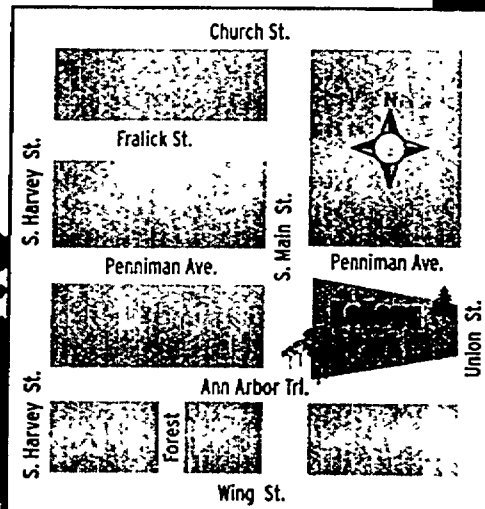 Church St.
N
Fralick St.
S. Harvey St.
S. Main St.
Penniman Ave.
Penniman Ave.
Union St.
Ann Arbor Trl.
S. Harvey St.
Forest
Wing St.